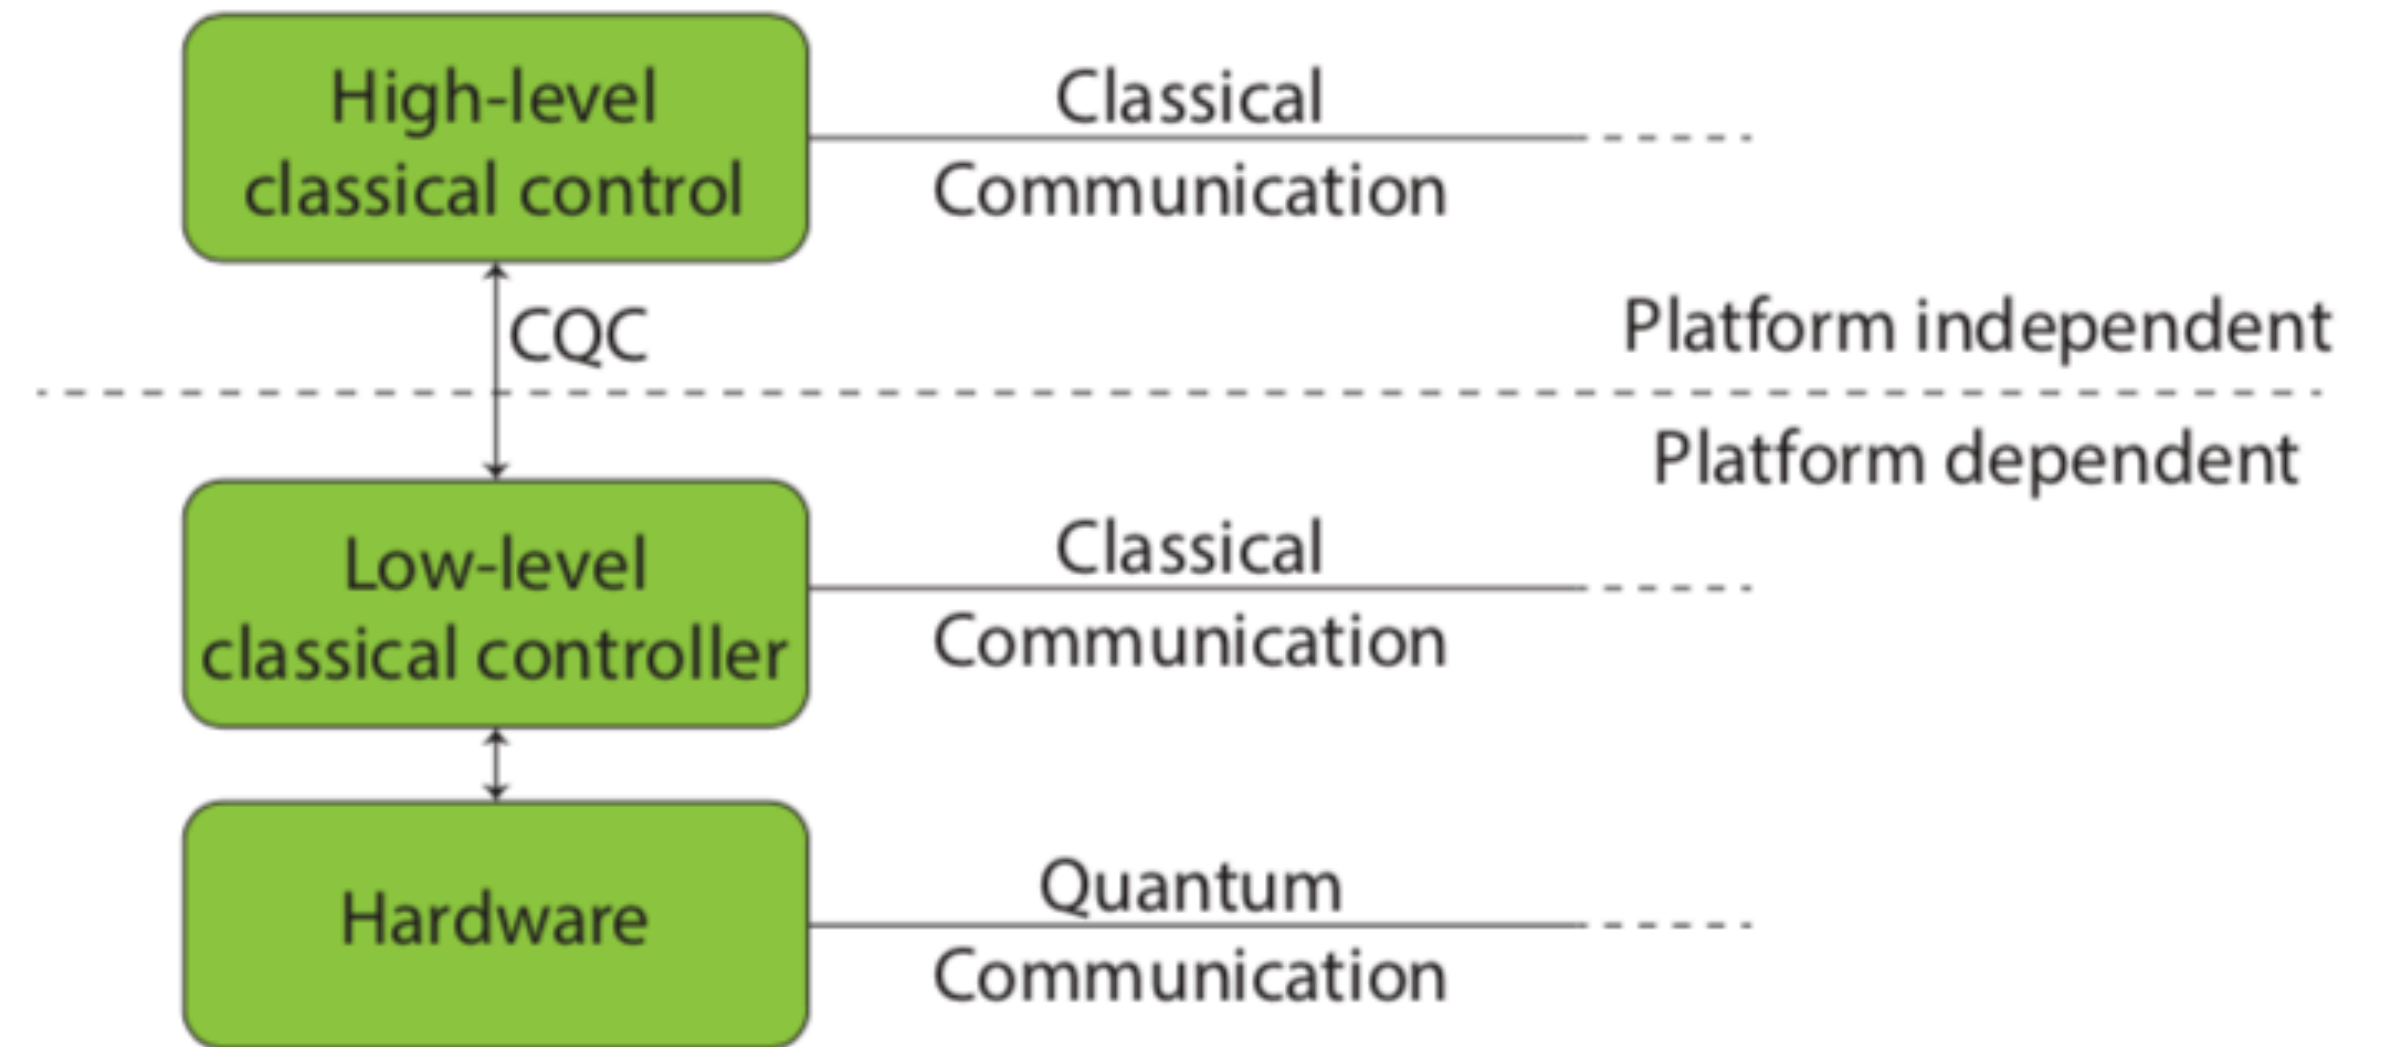 High-level
classical control
Classical
Communication
CQC
Platform independent
Platform dependent
Low-level
classical controller
Classical
Communication
Hardware
Quantum
Communication